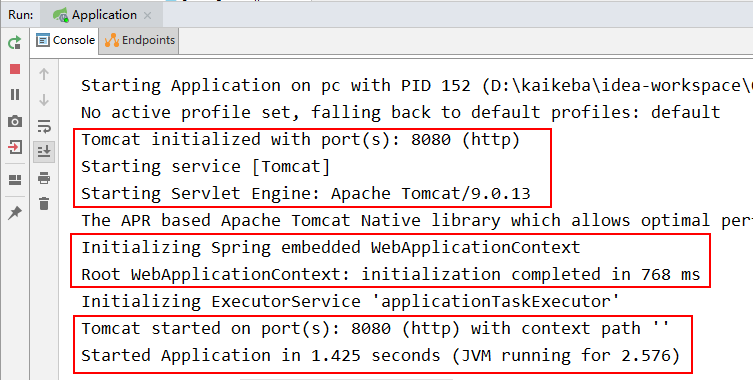 Run: Application
Console Endpoints
Starting Application on pc with PID 152 (D:\kaikeba\idea-workspace\
No active profile set, falling back to default profiles: default
Tomcat initialized with port(s): 8080 (http)
Starting service [Tomcat]
Starting Servlet Engine: Apache Tomcat/9.0.13
The APR based Apache Tomcat Native library which allows optimal per
Initializing Spring embedded WebApplicationContext
Root WebApplicationContext: initialization completed in 768 ms
Initializing ExecutorService 'applicationTaskExecutor'
Tomcat started on port(s): 8080 (http) with context path ''
Started Application in 1.425 seconds (JVM running for 2.576)